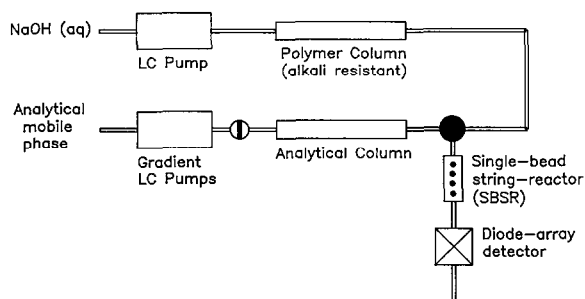 NaOH (aq)
LC Pump
Polymer Column
(alkali resistant)
Analytical
mobile
phase
Gradient
LC Pumps
Analytical Column
Single-bead
string-reactor
(SBSR)
Diode-array
detector